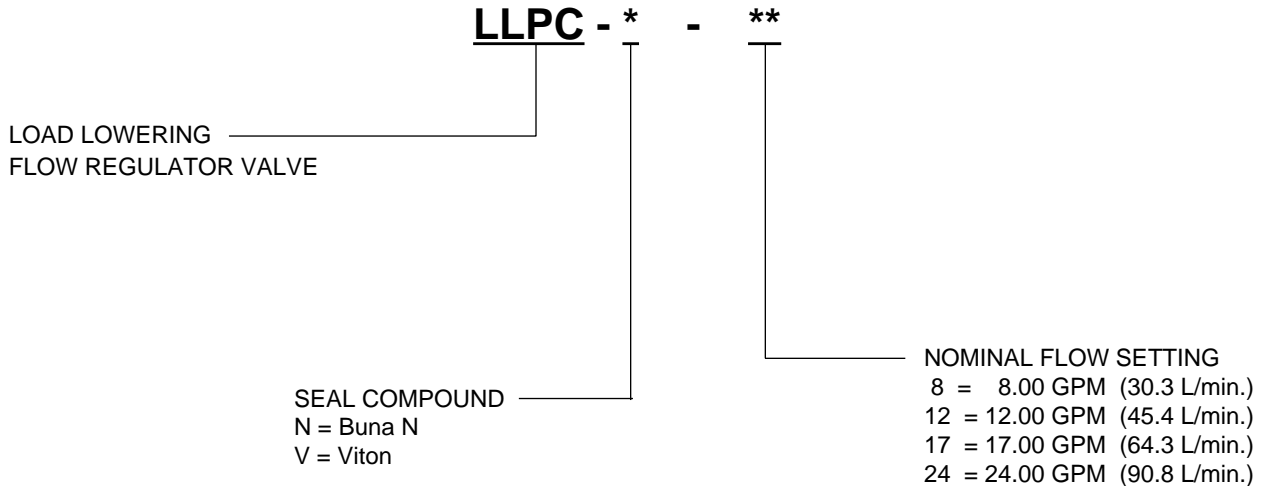 LLPC - * - **
LOAD LOWERING
FLOW REGULATOR VALVE
SEAL COMPOUND
N = Buna N
V = Viton
NOMINAL FLOW SETTING
8 = 8.00 GPM (30.3 L/min.)
12 = 12.00 GPM (45.4 L/min.)
17 = 17.00 GPM (64.3 L/min.)
24 = 24.00 GPM (90.8 L/min.)